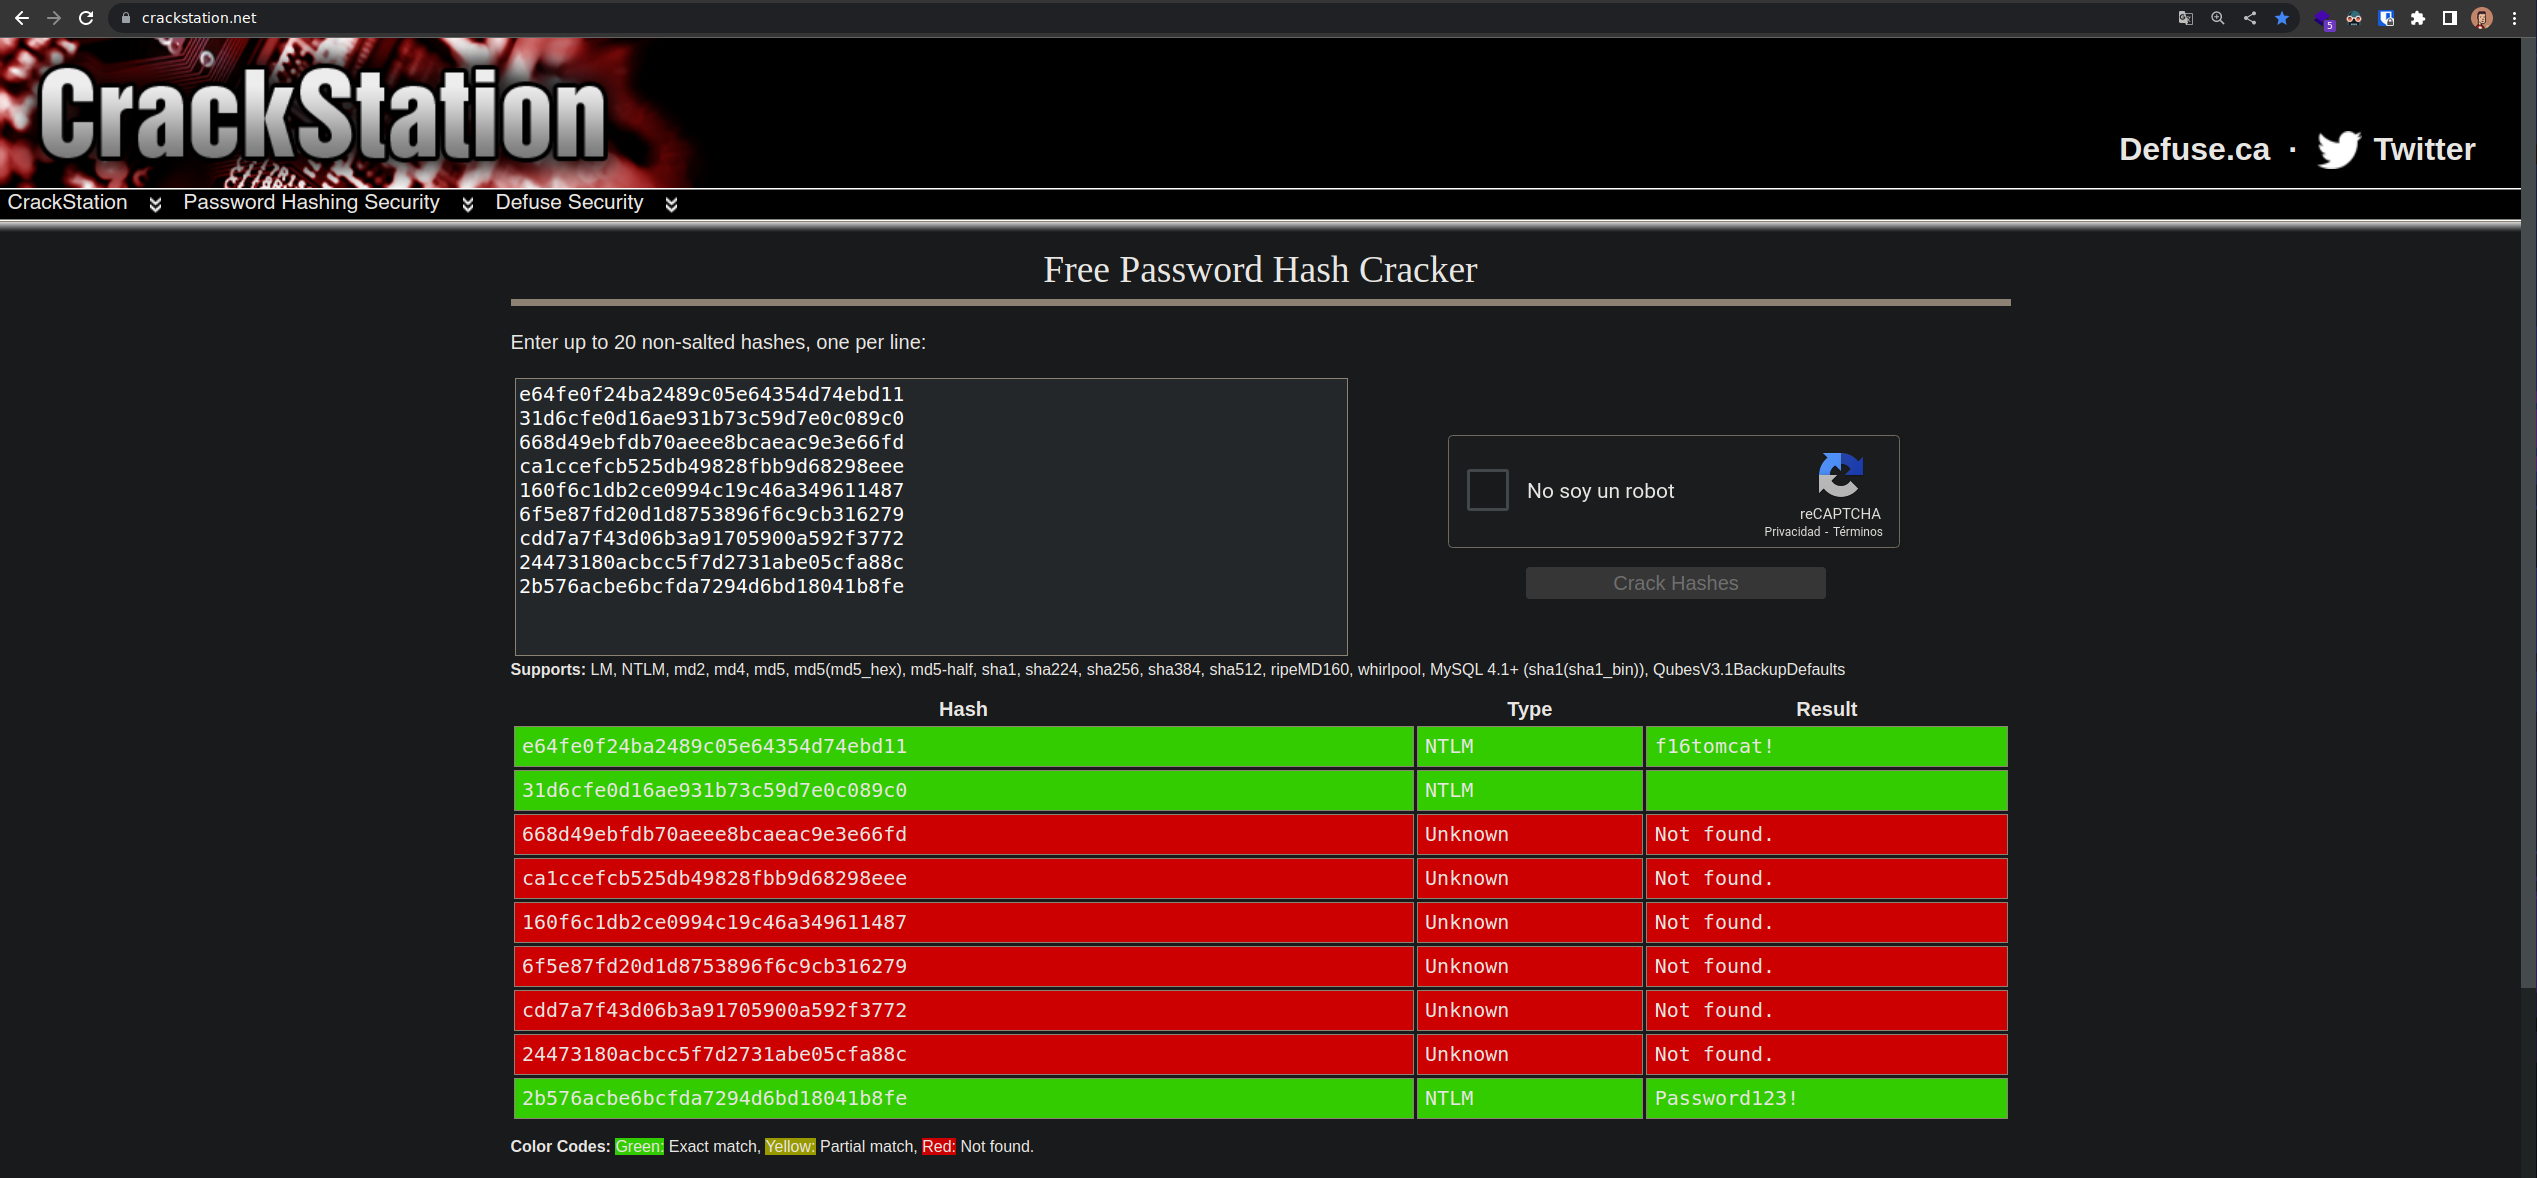 crackstation.net
5
CrackStation
Defuse.ca · Twitter
CrackStation Password Hashing Security Defuse Security
Free Password Hash Cracker
Enter up to 20 non-salted hashes, one per line:
e64fe0f24ba2489c05e64354d74ebd11
31d6cfe0d16ae931b73c59d7e0c089c0
668d49ebfdb70aeee8bcaeac9e3e66fd
ca1ccefcb525db49828fbb9d68298eee
160f6c1db2ce0994c19c46a349611487
6f5e87fd20d1d8753896f6c9cb316279
cdd7a7f43d06b3a91705900a592f3772
24473180acbcc5f7d2731abe05cfa88c
2b576acbe6bcfda7294d6bd18041b8fe
No soy un robot
reCAPTCHA
Privacidad - Términos
Crack Hashes
Supports: LM, NTLM, md2, md4, md5, md5(md5_hex), md5-half, sha1, sha224, sha256, sha384, sha512, ripeMD160, whirlpool, MySQL 4.1+ (sha1(sha1_bin)), QubesV3.1BackupDefaults
Hash Type Result
e64fe0f24ba2489c05e64354d74ebd11 NTLM f16tomcat!
31d6cfe0d16ae931b73c59d7e0c089c0 NTLM
668d49ebfdb70aeee8bcaeac9e3e66fd Unknown Not found.
ca1ccefcb525db49828fbb9d68298eee Unknown Not found.
160f6c1db2ce0994c19c46a349611487 Unknown Not found.
6f5e87fd20d1d8753896f6c9cb316279 Unknown Not found.
cdd7a7f43d06b3a91705900a592f3772 Unknown Not found.
24473180acbcc5f7d2731abe05cfa88c Unknown Not found.
2b576acbe6bcfda7294d6bd18041b8fe NTLM Password123!
Color Codes: Green: Exact match, Yellow: Partial match, Red: Not found.